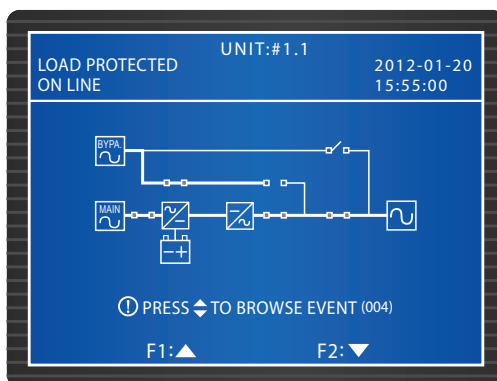 UNIT:#1.1
LOAD PROTECTED
ON LINE
2012-01-20
15:55:00
BYPA.
MAIN
PRESS TO BROWSE EVENT (004)
F1: F2: